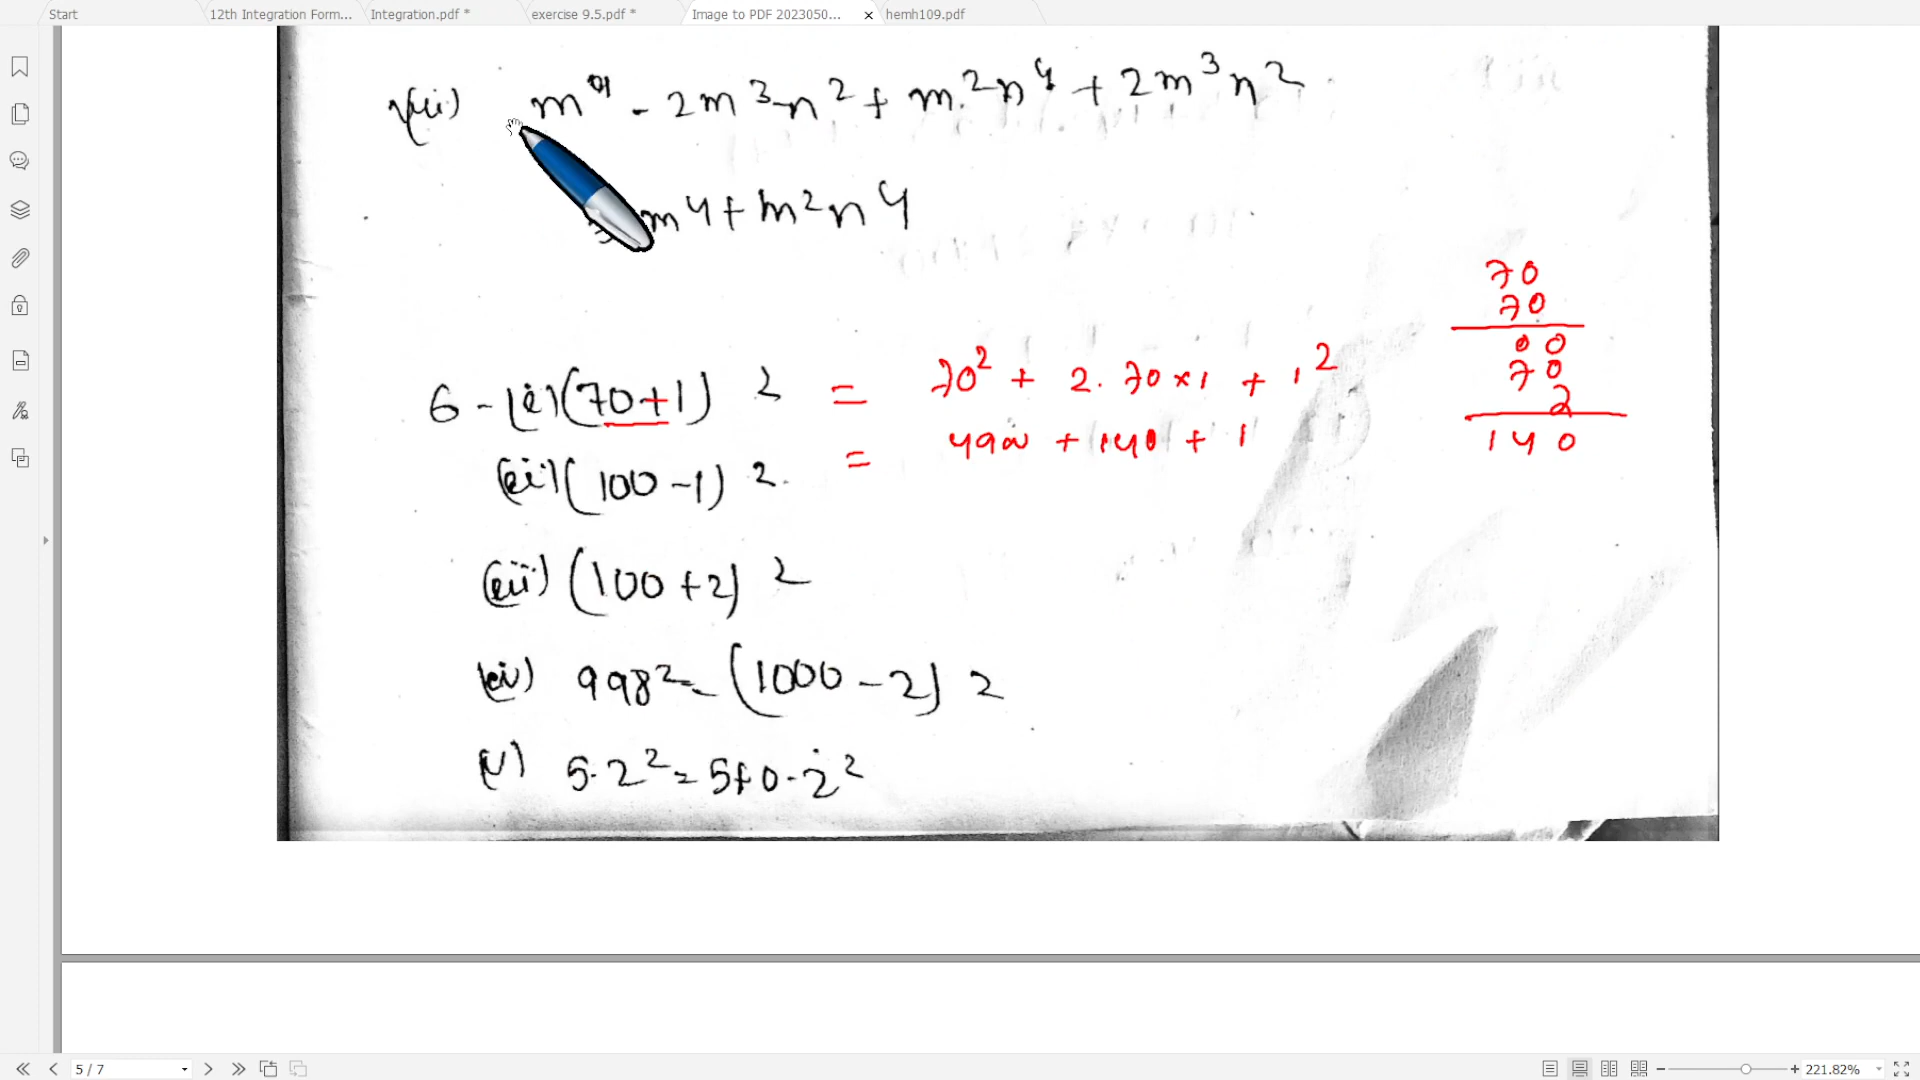 Start
12th Integration Form...
Integration.pdf *
exercise 9.5.pdf *
Image to PDF 2023050...
hemh109.pdf
m⁴ - 2m³n² + m²n⁴ + 2m³n²
m4 + m²n4
70
70
00
70
2
140
6-(i)(70+1) 2 = 70² + 2.70×1 + 1²
= 4900 + 140 + 1
(ii)(100-1) 2.
(iii) (100+2) 2
(iv) 998² = (1000-2) 2
(v) 5.2² = 5+0.2²
5 / 7
221.82%